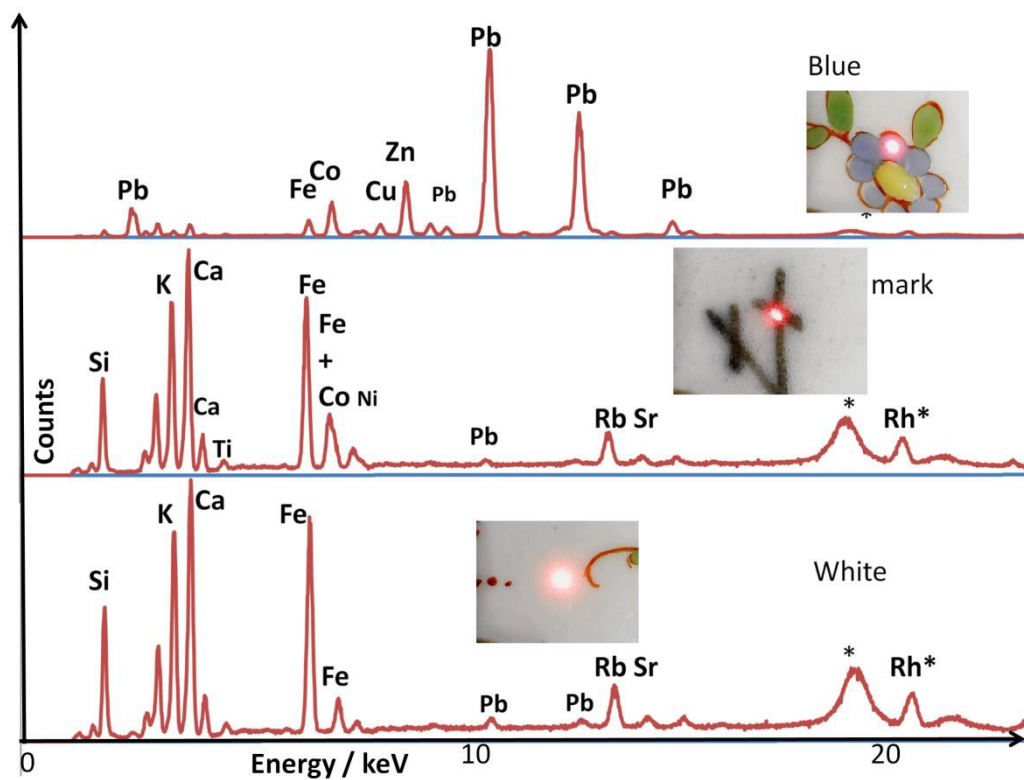 Pb
Blue
Pb
Zn
Co
Pb Fe Cu Pb Pb
*
Ca
K Fe mark
Fe
Si +
Ca Co Ni * Rh*
Ti Pb Rb Sr
Counts
Ca
K Fe
White
Si
*
Rb Sr Rh*
Fe
Pb Pb
0 10 20
Energy / keV